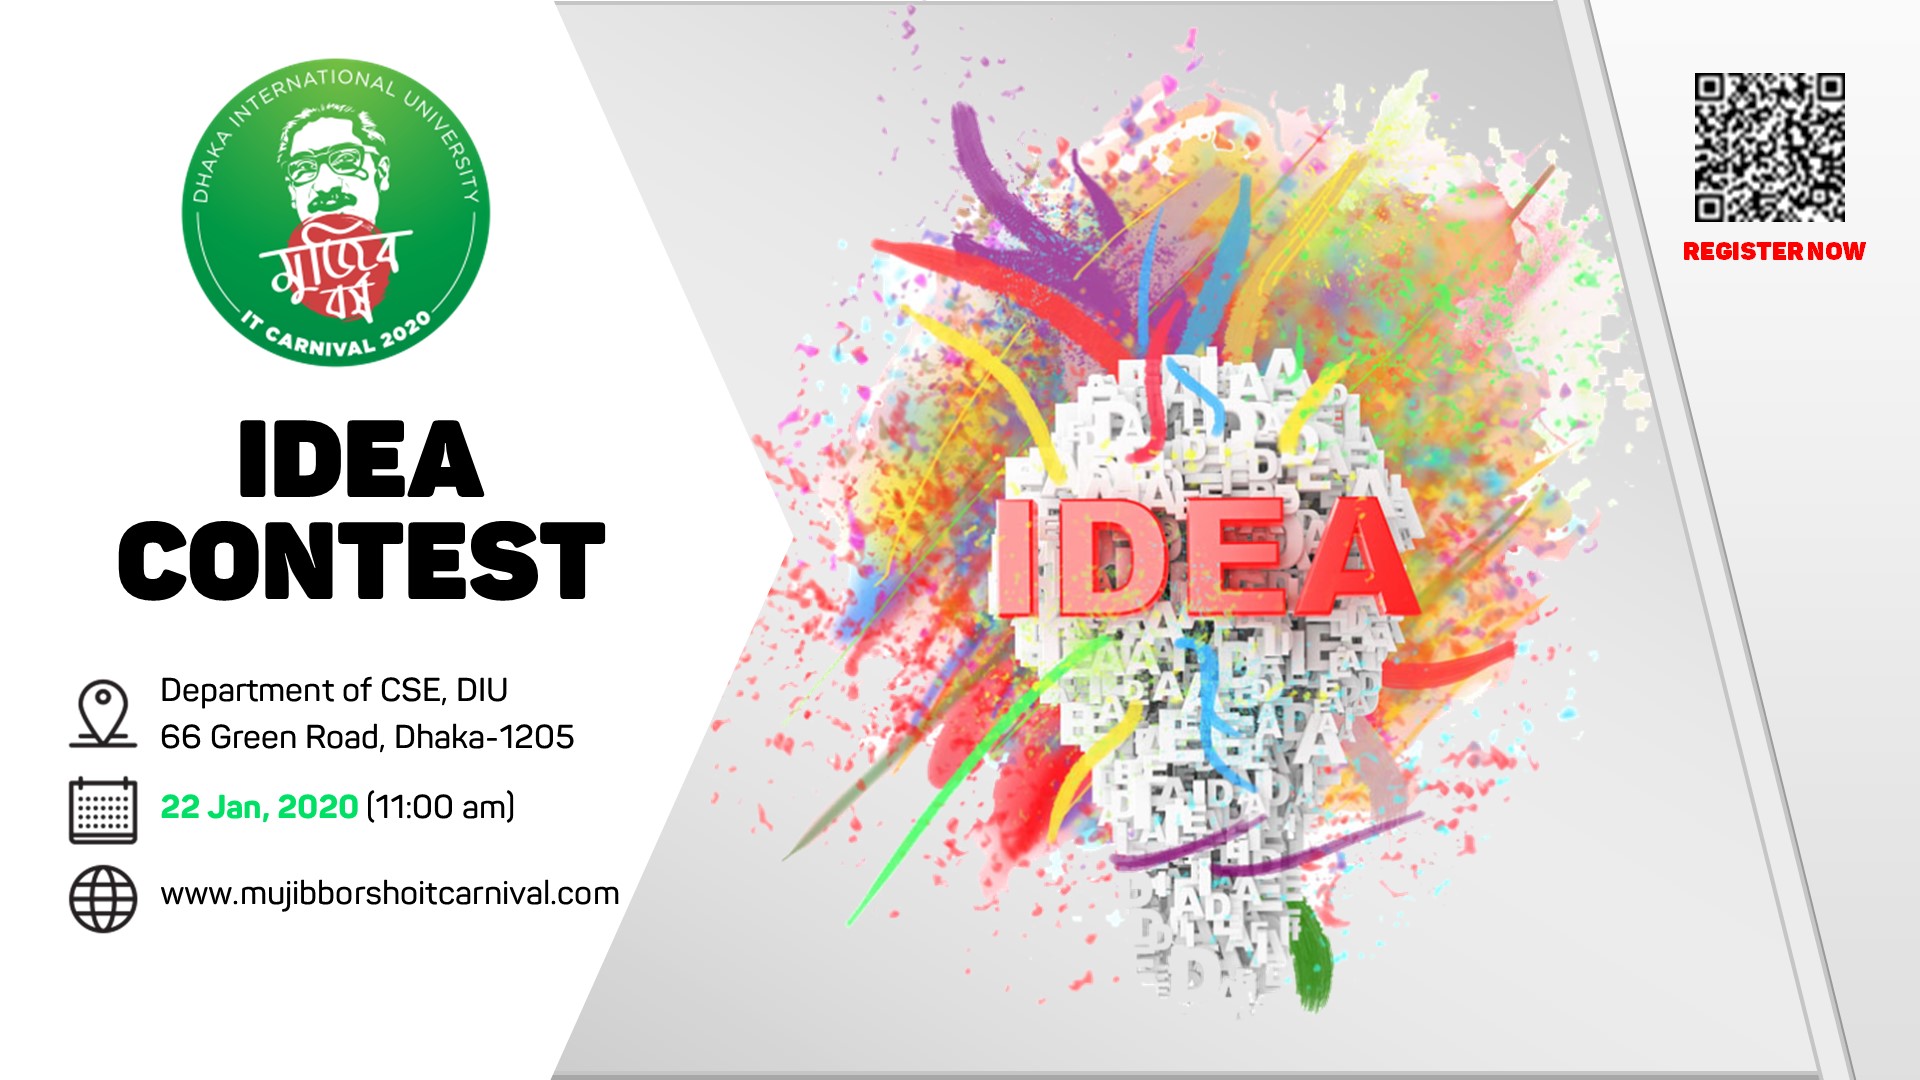 DHAKA INTERNATIONAL UNIVERSITY
মুজিব
বর্ষ
IT CARNIVAL 2020
IDEA
CONTEST
Department of CSE, DIU
66 Green Road, Dhaka-1205
22 Jan, 2020 (11:00 am)
www.mujibborshoitcarnival.com
IDEA
REGISTER NOW